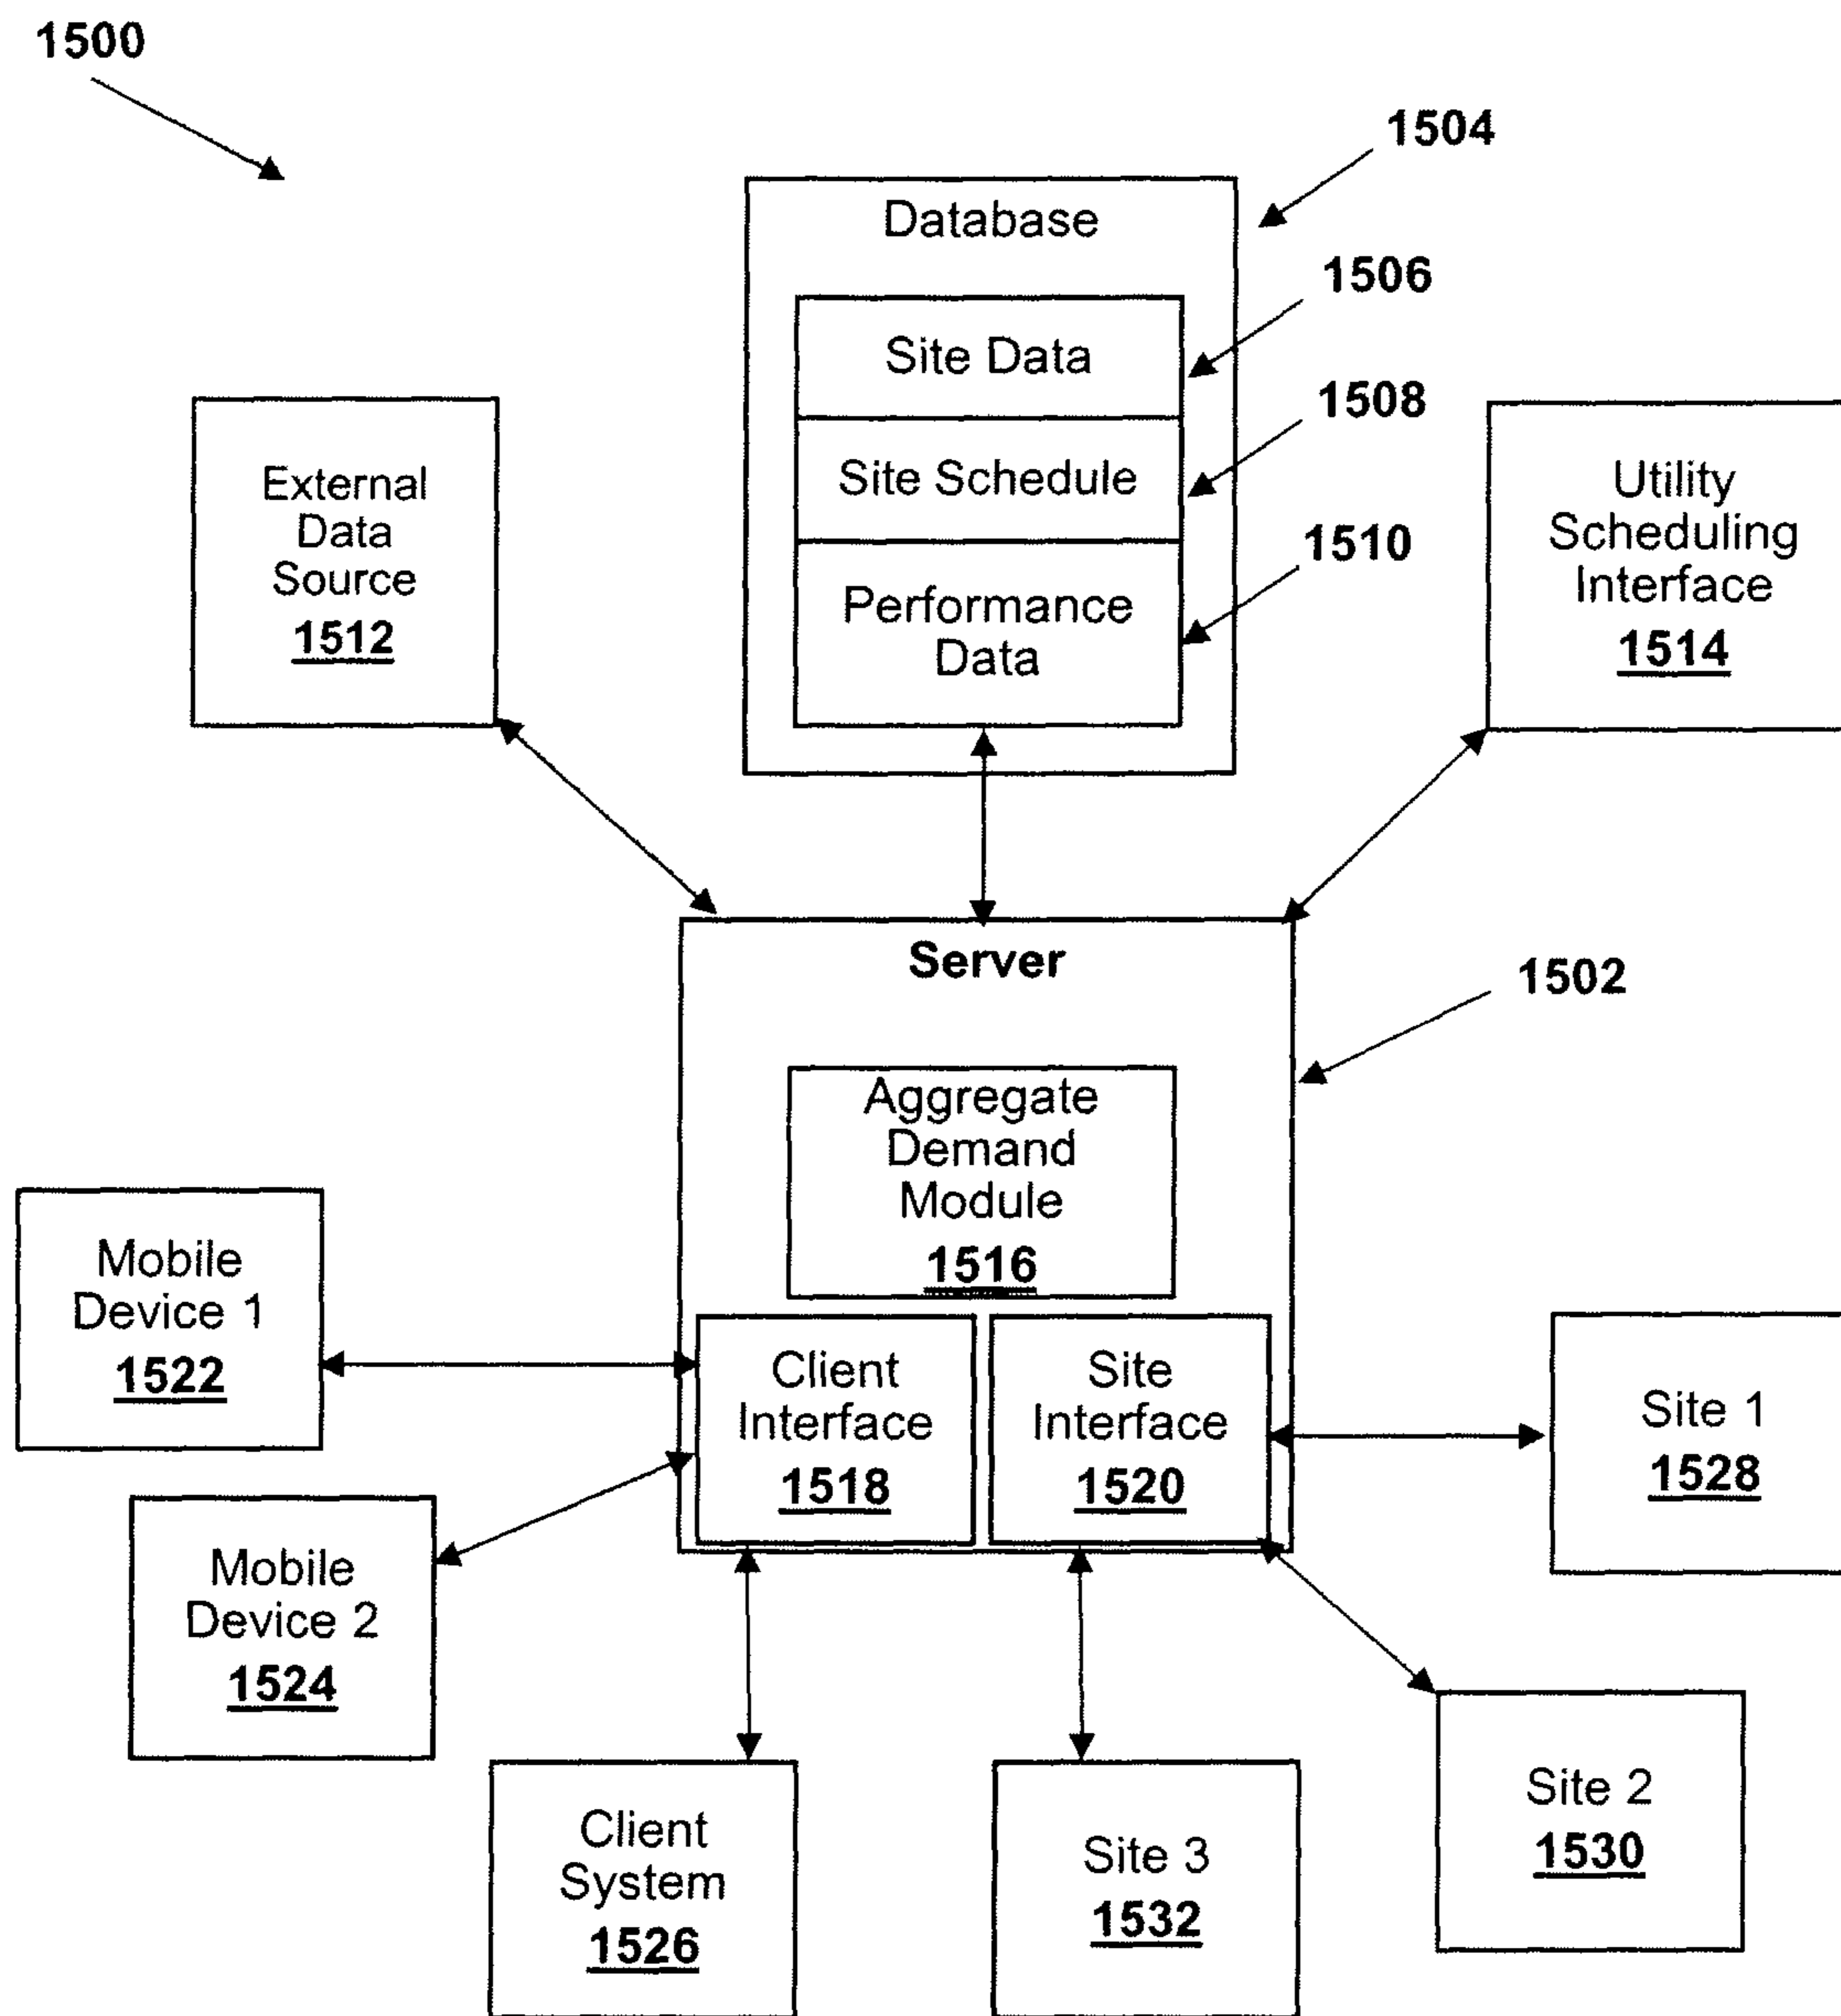 1500
1504
Database
1506
Site Data
1508
Site Schedule
1510
Performance
Data
External
Data
Source
1512
Utility
Scheduling
Interface
1514
Server
1502
Aggregate
Demand
Module
1516
Mobile
Device 1
1522
Client
Interface
1518
Site
Interface
1520
Site 1
1528
Mobile
Device 2
1524
Client
System
1526
Site 3
1532
Site 2
1530